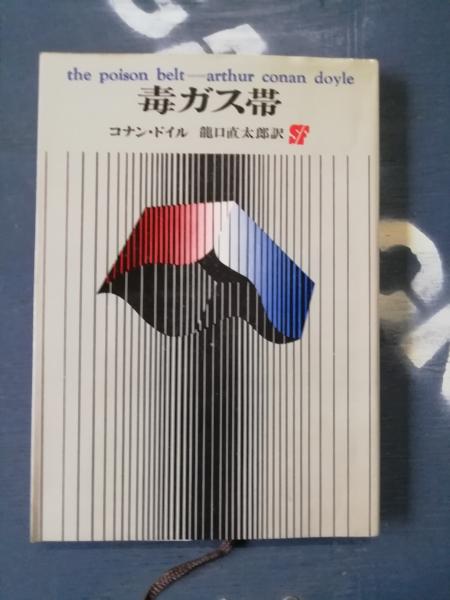 the poison belt—arthur conan doyle
毒ガス帯
コナン・ドイル 龍口直太郎訳 SF